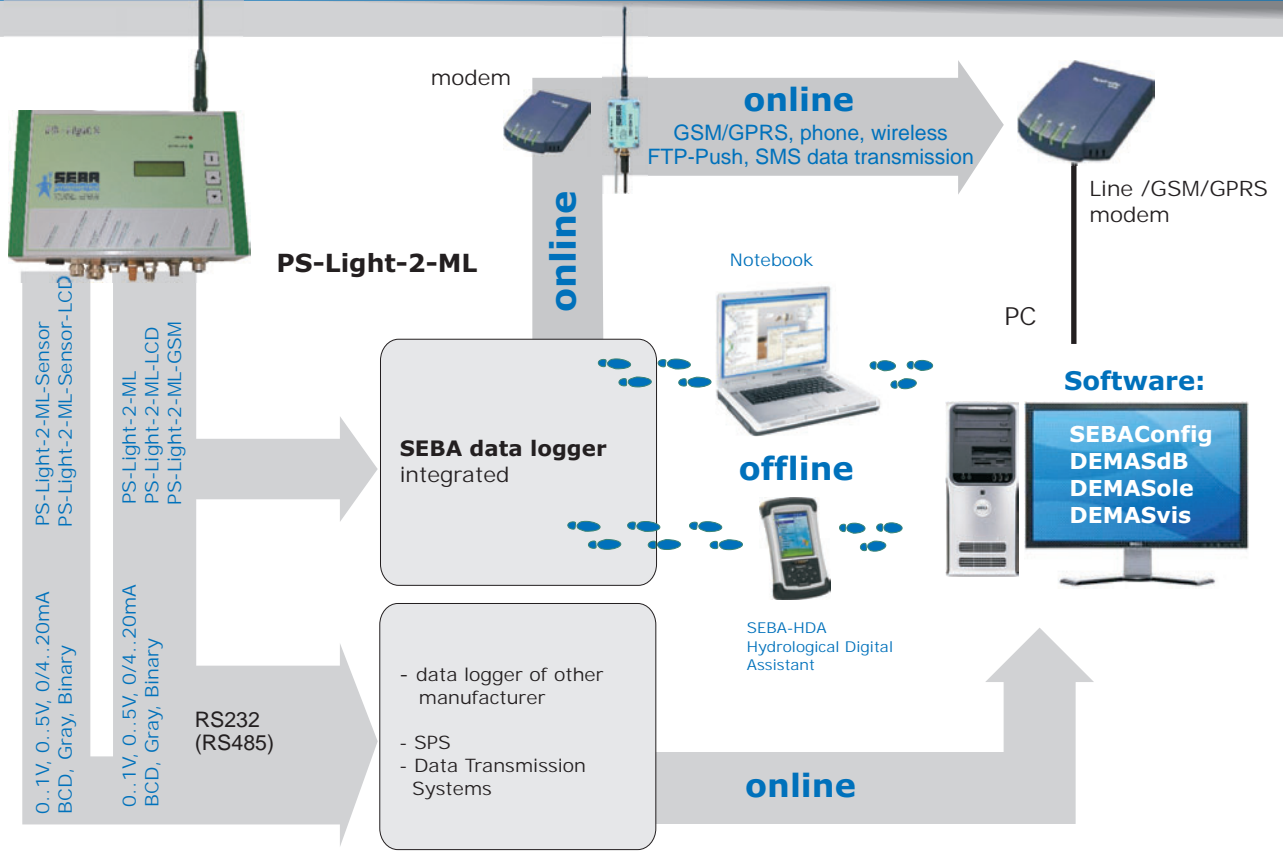 modem
online
GSM/GPRS, phone, wireless
FTP-Push, SMS data transmission
Line /GSM/GPRS
modem
SEBA
PS-Light-2-ML
online
Notebook
PC
PS-Light-2-ML-Sensor
PS-Light-2-ML-Sensor-LCD
PS-Light-2-ML
PS-Light-2-ML-LCD
PS-Light-2-ML-GSM
SEBA data logger
integrated
offline
Software:
SEBAConfig
DEMASdB
DEMASole
DEMASvis
DELL
SEBA-HDA
Hydrological Digital
Assistant
0..1V, 0..5V, 0/4..20mA
BCD, Gray, Binary
0..1V, 0..5V, 0/4..20mA
BCD, Gray, Binary
RS232
(RS485)
- data logger of other
manufacturer
- SPS
- Data Transmission
Systems
online